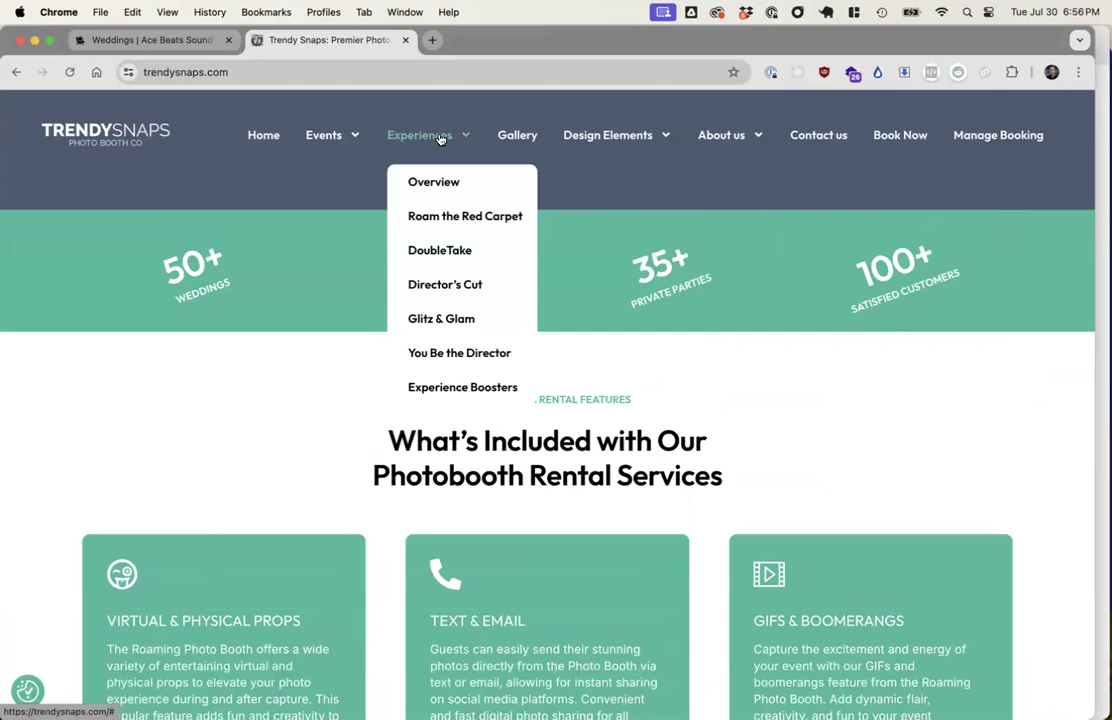 Chrome File Edit View History Bookmarks Profiles Tab Window Help
Tue Jul 30 6:56 PM
Weddings | Ace Beats Sound
Trendy Snaps: Premier Photo
trendysnaps.com
26
TRENDYSNAPS
PHOTO BOOTH CO
Home Events Experiences Gallery Design Elements About us Contact us Book Now Manage Booking
Overview
Roam the Red Carpet
DoubleTake
Director's Cut
Glitz & Glam
You Be the Director
Experience Boosters
50+
WEDDINGS
35+
PRIVATE PARTIES
100+
SATISFIED CUSTOMERS
. RENTAL FEATURES
What's Included with Our
Photobooth Rental Services
VIRTUAL & PHYSICAL PROPS
The Roaming Photo Booth offers a wide
variety of entertaining virtual and
physical props to elevate your photo
experience during and after capture. This
popular feature adds fun and creativity to
TEXT & EMAIL
Guests can easily send their stunning
photos directly from the Photo Booth via
text or email, allowing for instant sharing
on social media platforms. Convenient
and fast digital photo sharing for all
GIFS & BOOMERANGS
Capture the excitement and energy of
your event with our GIFs and
boomerangs feature from the Roaming
Photo Booth. Add dynamic flair,
creativity, and fun to your event
https://trendysnaps.com/#